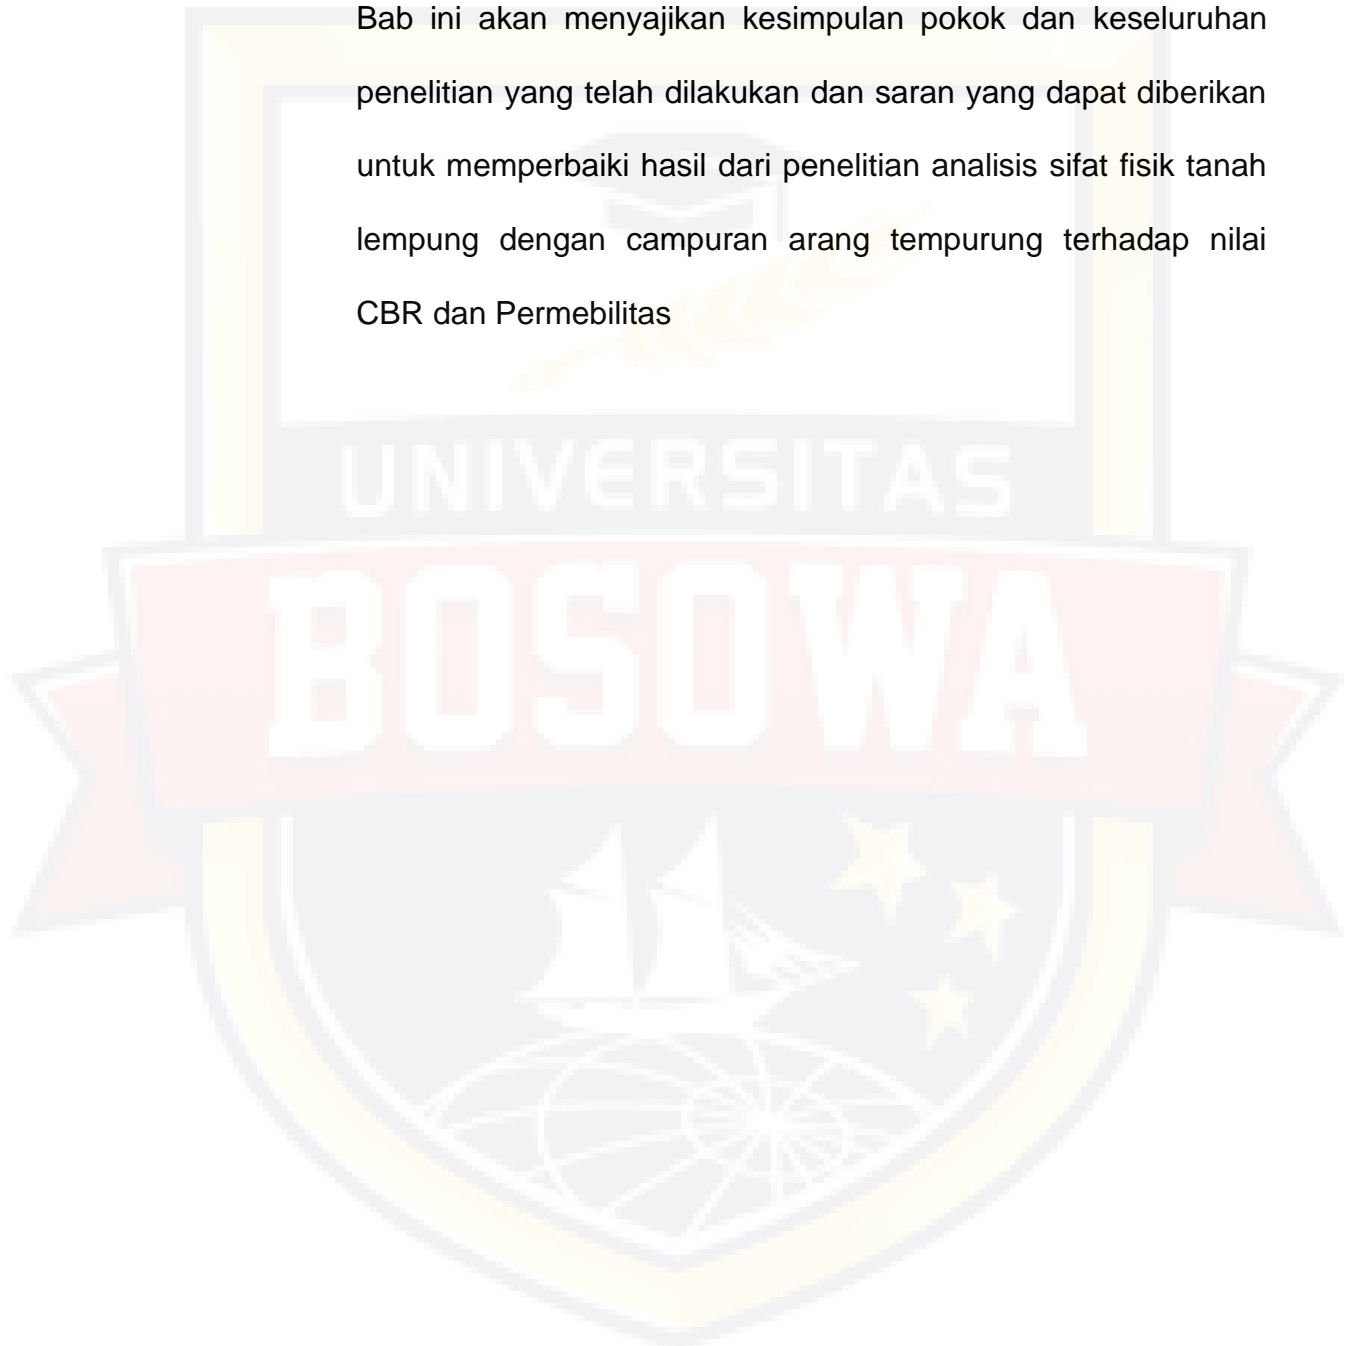 Bab ini akan menyajikan kesimpulan pokok dan keseluruhan
penelitian yang telah dilakukan dan saran yang dapat diberikan
untuk memperbaiki hasil dari penelitian analisis sifat fisik tanah
lempung dengan campuran arang tempurung terhadap nilai
CBR dan Permebilitas
UNIVERSITAS
BOSOWA